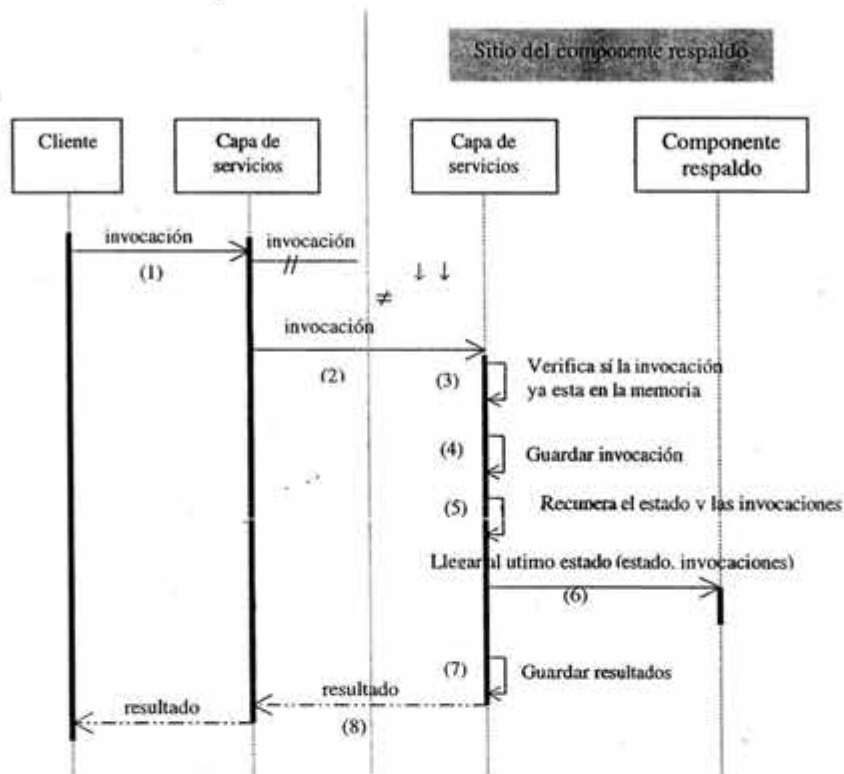 Sitio del componente respaldo
Cliente
Capa de
servicios
Capa de
servicios
Componente
respaldo
invocación
(1)
invocación
//
↓ ↓
≠
invocación
(2)
(3)
Verifica sí la invocación
ya esta en la memoria
(4)
Guardar invocación
(5)
Recunera el estado v las invocaciones
Llegar al utimo estado (estado, invocaciones)
(6)
(7)
Guardar resultados
resultado
resultado
(8)